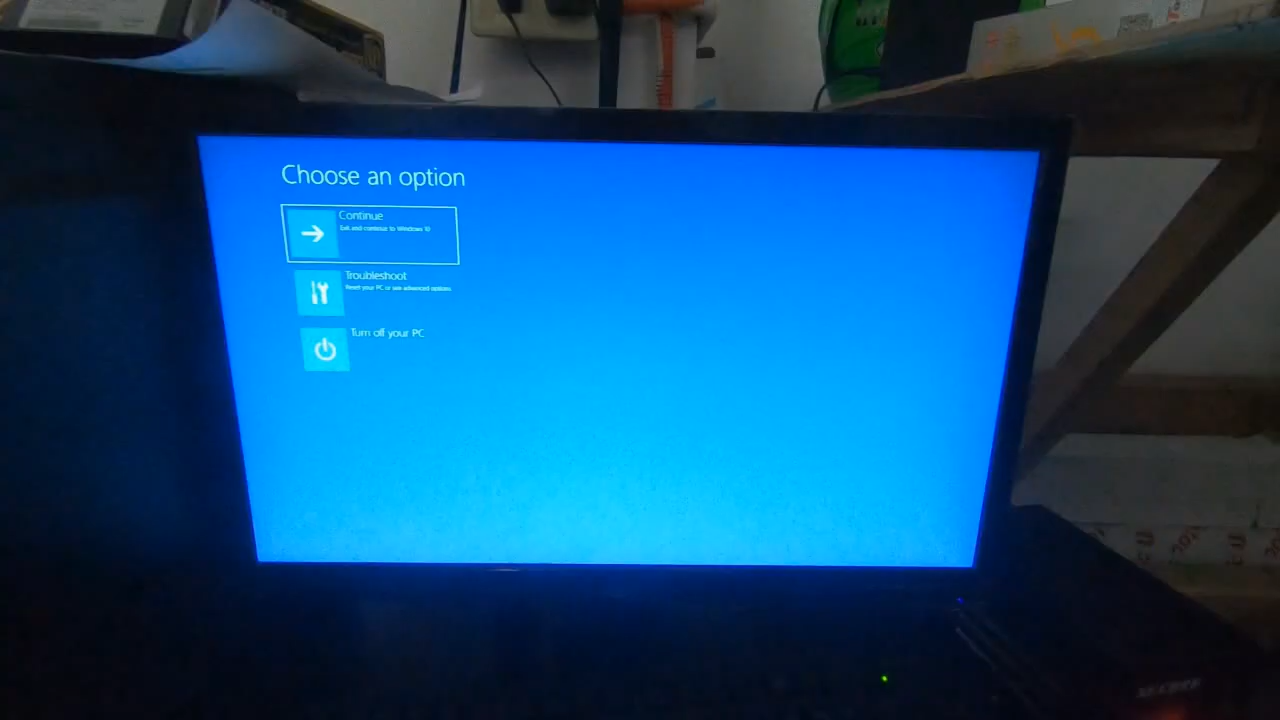 Choose an option
Continue
Exit and continue to Windows 10
Troubleshoot
Reset your PC or see advanced options
Turn off your PC